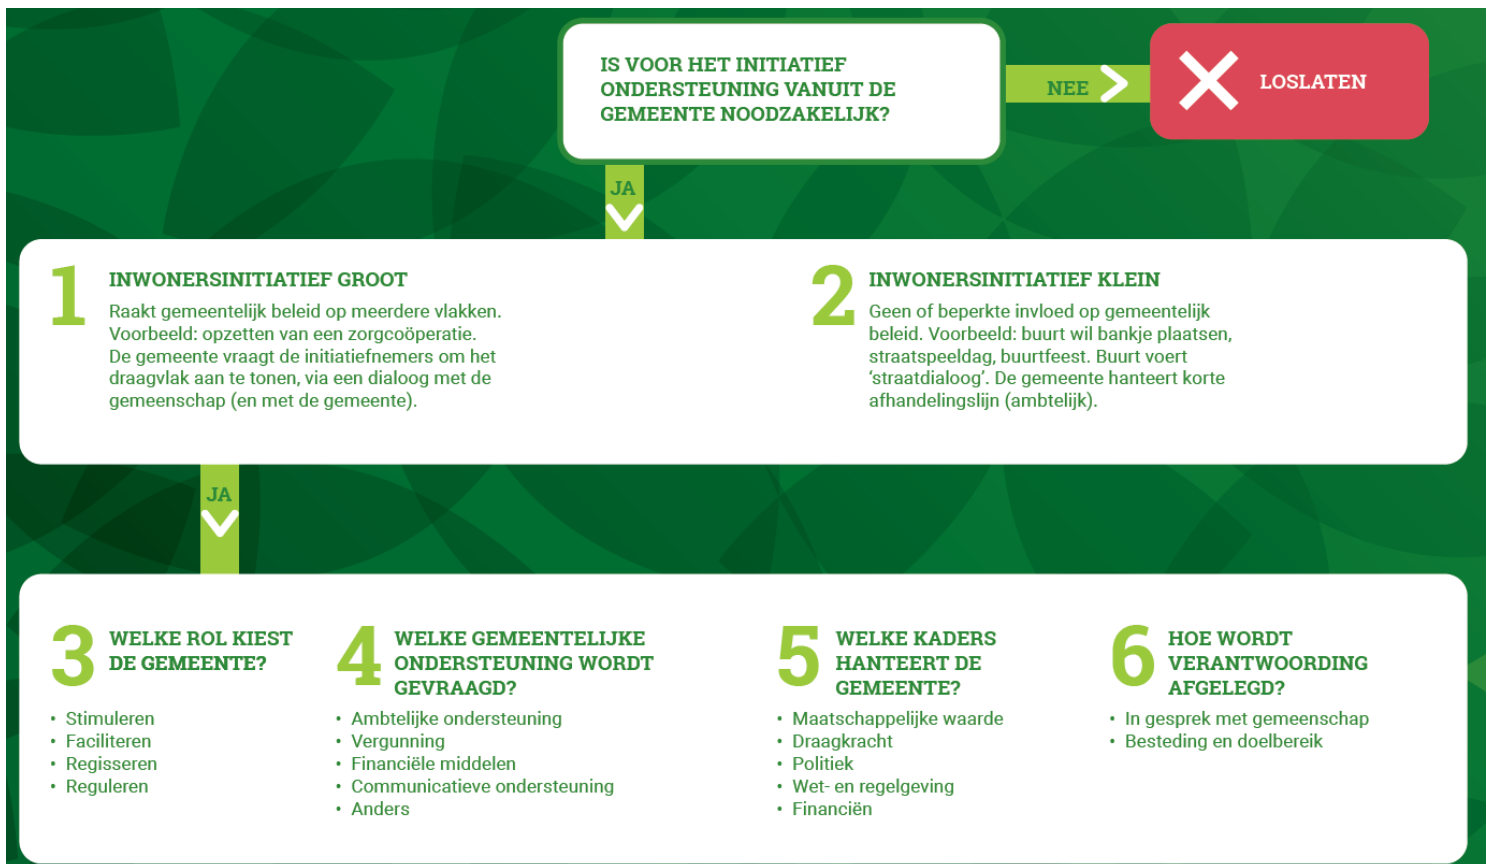 IS VOOR HET INITIATIEF
ONDERSTEUNING VANUIT DE
GEMEENTE NOODZAKELIJK?
NEE
LOSLATEN
JA
1
INWONERSINITIATIEF GROOT
Raakt gemeentelijk beleid op meerdere vlakken.
Voorbeeld: opzetten van een zorgcoöperatie.
De gemeente vraagt de initiatiefnemers om het
draagvlak aan te tonen, via een dialoog met de
gemeenschap (en met de gemeente).
2
INWONERSINITIATIEF KLEIN
Geen of beperkte invloed op gemeentelijk
beleid. Voorbeeld: buurt wil bankje plaatsen,
straatspeeldag, buurtfeest. Buurt voert
‘straatdialoog’. De gemeente hanteert korte
afhandelingslijn (ambtelijk).
JA
3
WELKE ROL KIEST
DE GEMEENTE?
• Stimuleren
• Faciliteren
• Regisseren
• Reguleren
4
WELKE GEMEENTELIJKE
ONDERSTEUNING WORDT
GEVRAAGD?
• Ambtelijke ondersteuning
• Vergunning
• Financiële middelen
• Communicatieve ondersteuning
• Anders
5
WELKE KADERS
HANTEERT DE
GEMEENTE?
• Maatschappelijke waarde
• Draagkracht
• Politiek
• Wet- en regelgeving
• Financiën
6
HOE WORDT
VERANTWOORDING
AFGELEGD?
• In gesprek met gemeenschap
• Besteding en doelbereik